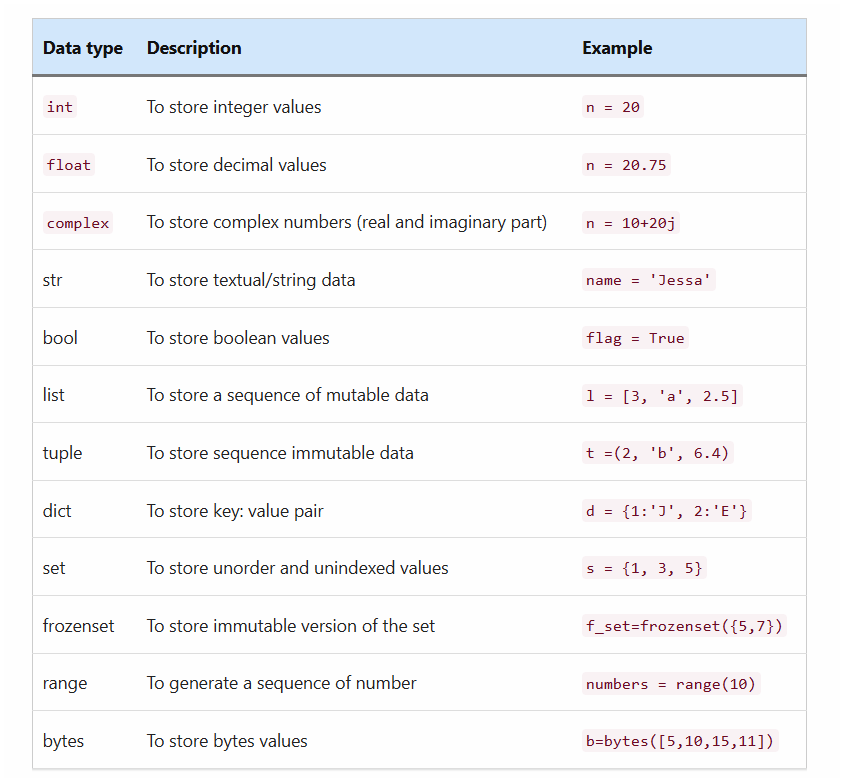 Data type Description Example
int To store integer values n = 20
float To store decimal values n = 20.75
complex To store complex numbers (real and imaginary part) n = 10+20j
str To store textual/string data name = 'Jessa'
bool To store boolean values flag = True
list To store a sequence of mutable data l = [3, 'a', 2.5]
tuple To store sequence immutable data t =(2, 'b', 6.4)
dict To store key: value pair d = {1:'J', 2:'E'}
set To store unorder and unindexed values s = {1, 3, 5}
frozenset To store immutable version of the set f_set=frozenset({5,7})
range To generate a sequence of number numbers = range(10)
bytes To store bytes values b=bytes([5,10,15,11])